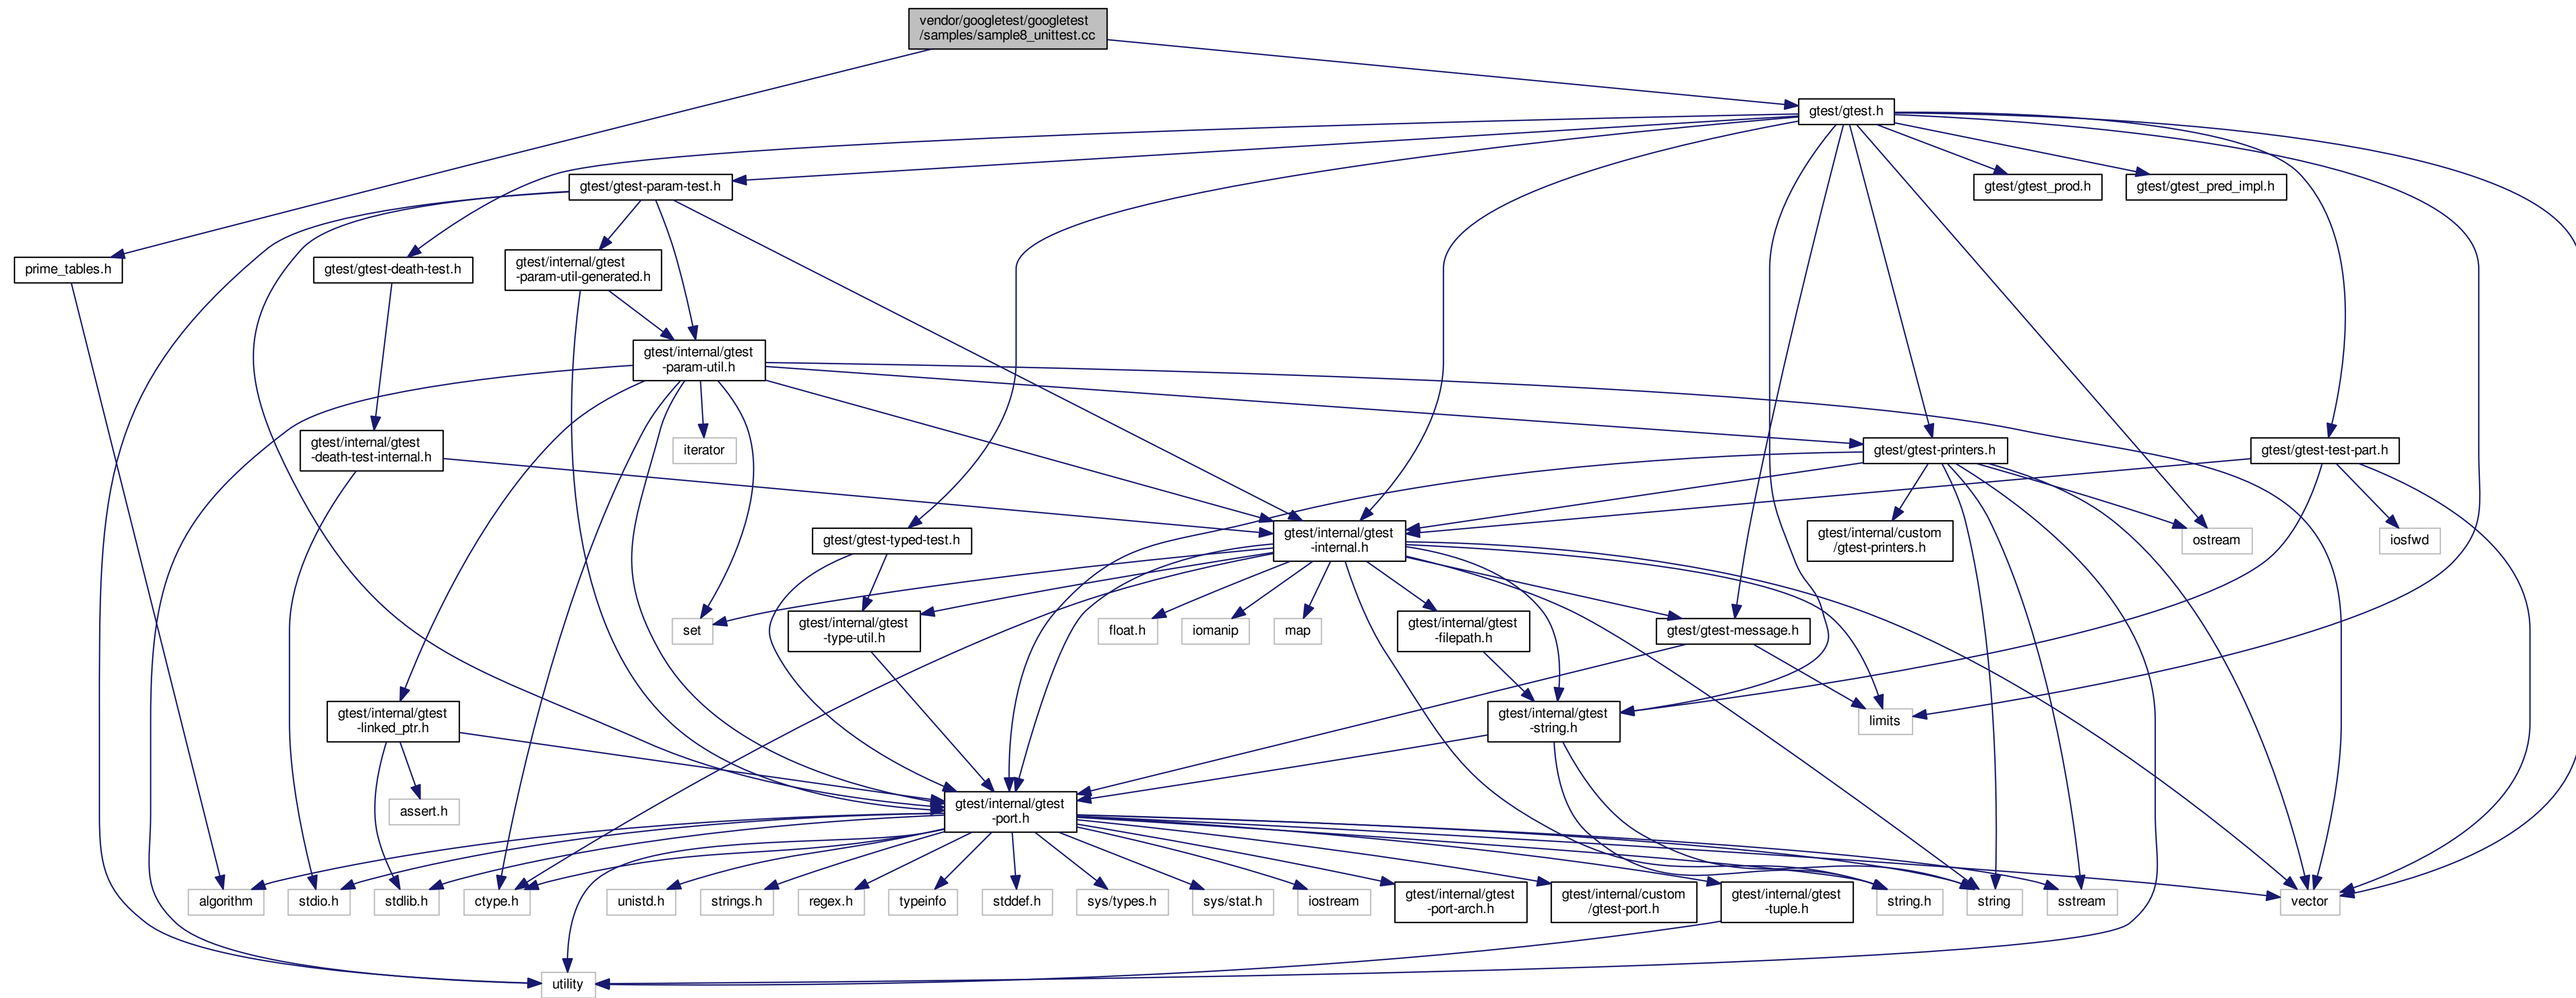 vendor/googletest/googletest
/samples/sample8_unittest.cc
gtest/gtest.h
gtest/gtest-param-test.h
gtest/gtest_prod.h
gtest/gtest_pred_impl.h
prime_tables.h
gtest/gtest-death-test.h
gtest/internal/gtest
-param-util-generated.h
gtest/internal/gtest
-param-util.h
gtest/internal/gtest
-death-test-internal.h
iterator
gtest/gtest-printers.h
gtest/gtest-test-part.h
gtest/gtest-typed-test.h
gtest/internal/gtest
-internal.h
gtest/internal/custom
/gtest-printers.h
ostream
iosfwd
set
gtest/internal/gtest
-type-util.h
float.h
iomanip
map
gtest/internal/gtest
-filepath.h
gtest/gtest-message.h
gtest/internal/gtest
-linked_ptr.h
gtest/internal/gtest
-string.h
limits
assert.h
gtest/internal/gtest
-port.h
algorithm
stdio.h
stdlib.h
ctype.h
unistd.h
strings.h
regex.h
typeinfo
stddef.h
sys/types.h
sys/stat.h
iostream
gtest/internal/gtest
-port-arch.h
gtest/internal/custom
/gtest-port.h
gtest/internal/gtest
-tuple.h
string.h
string
sstream
vector
utility